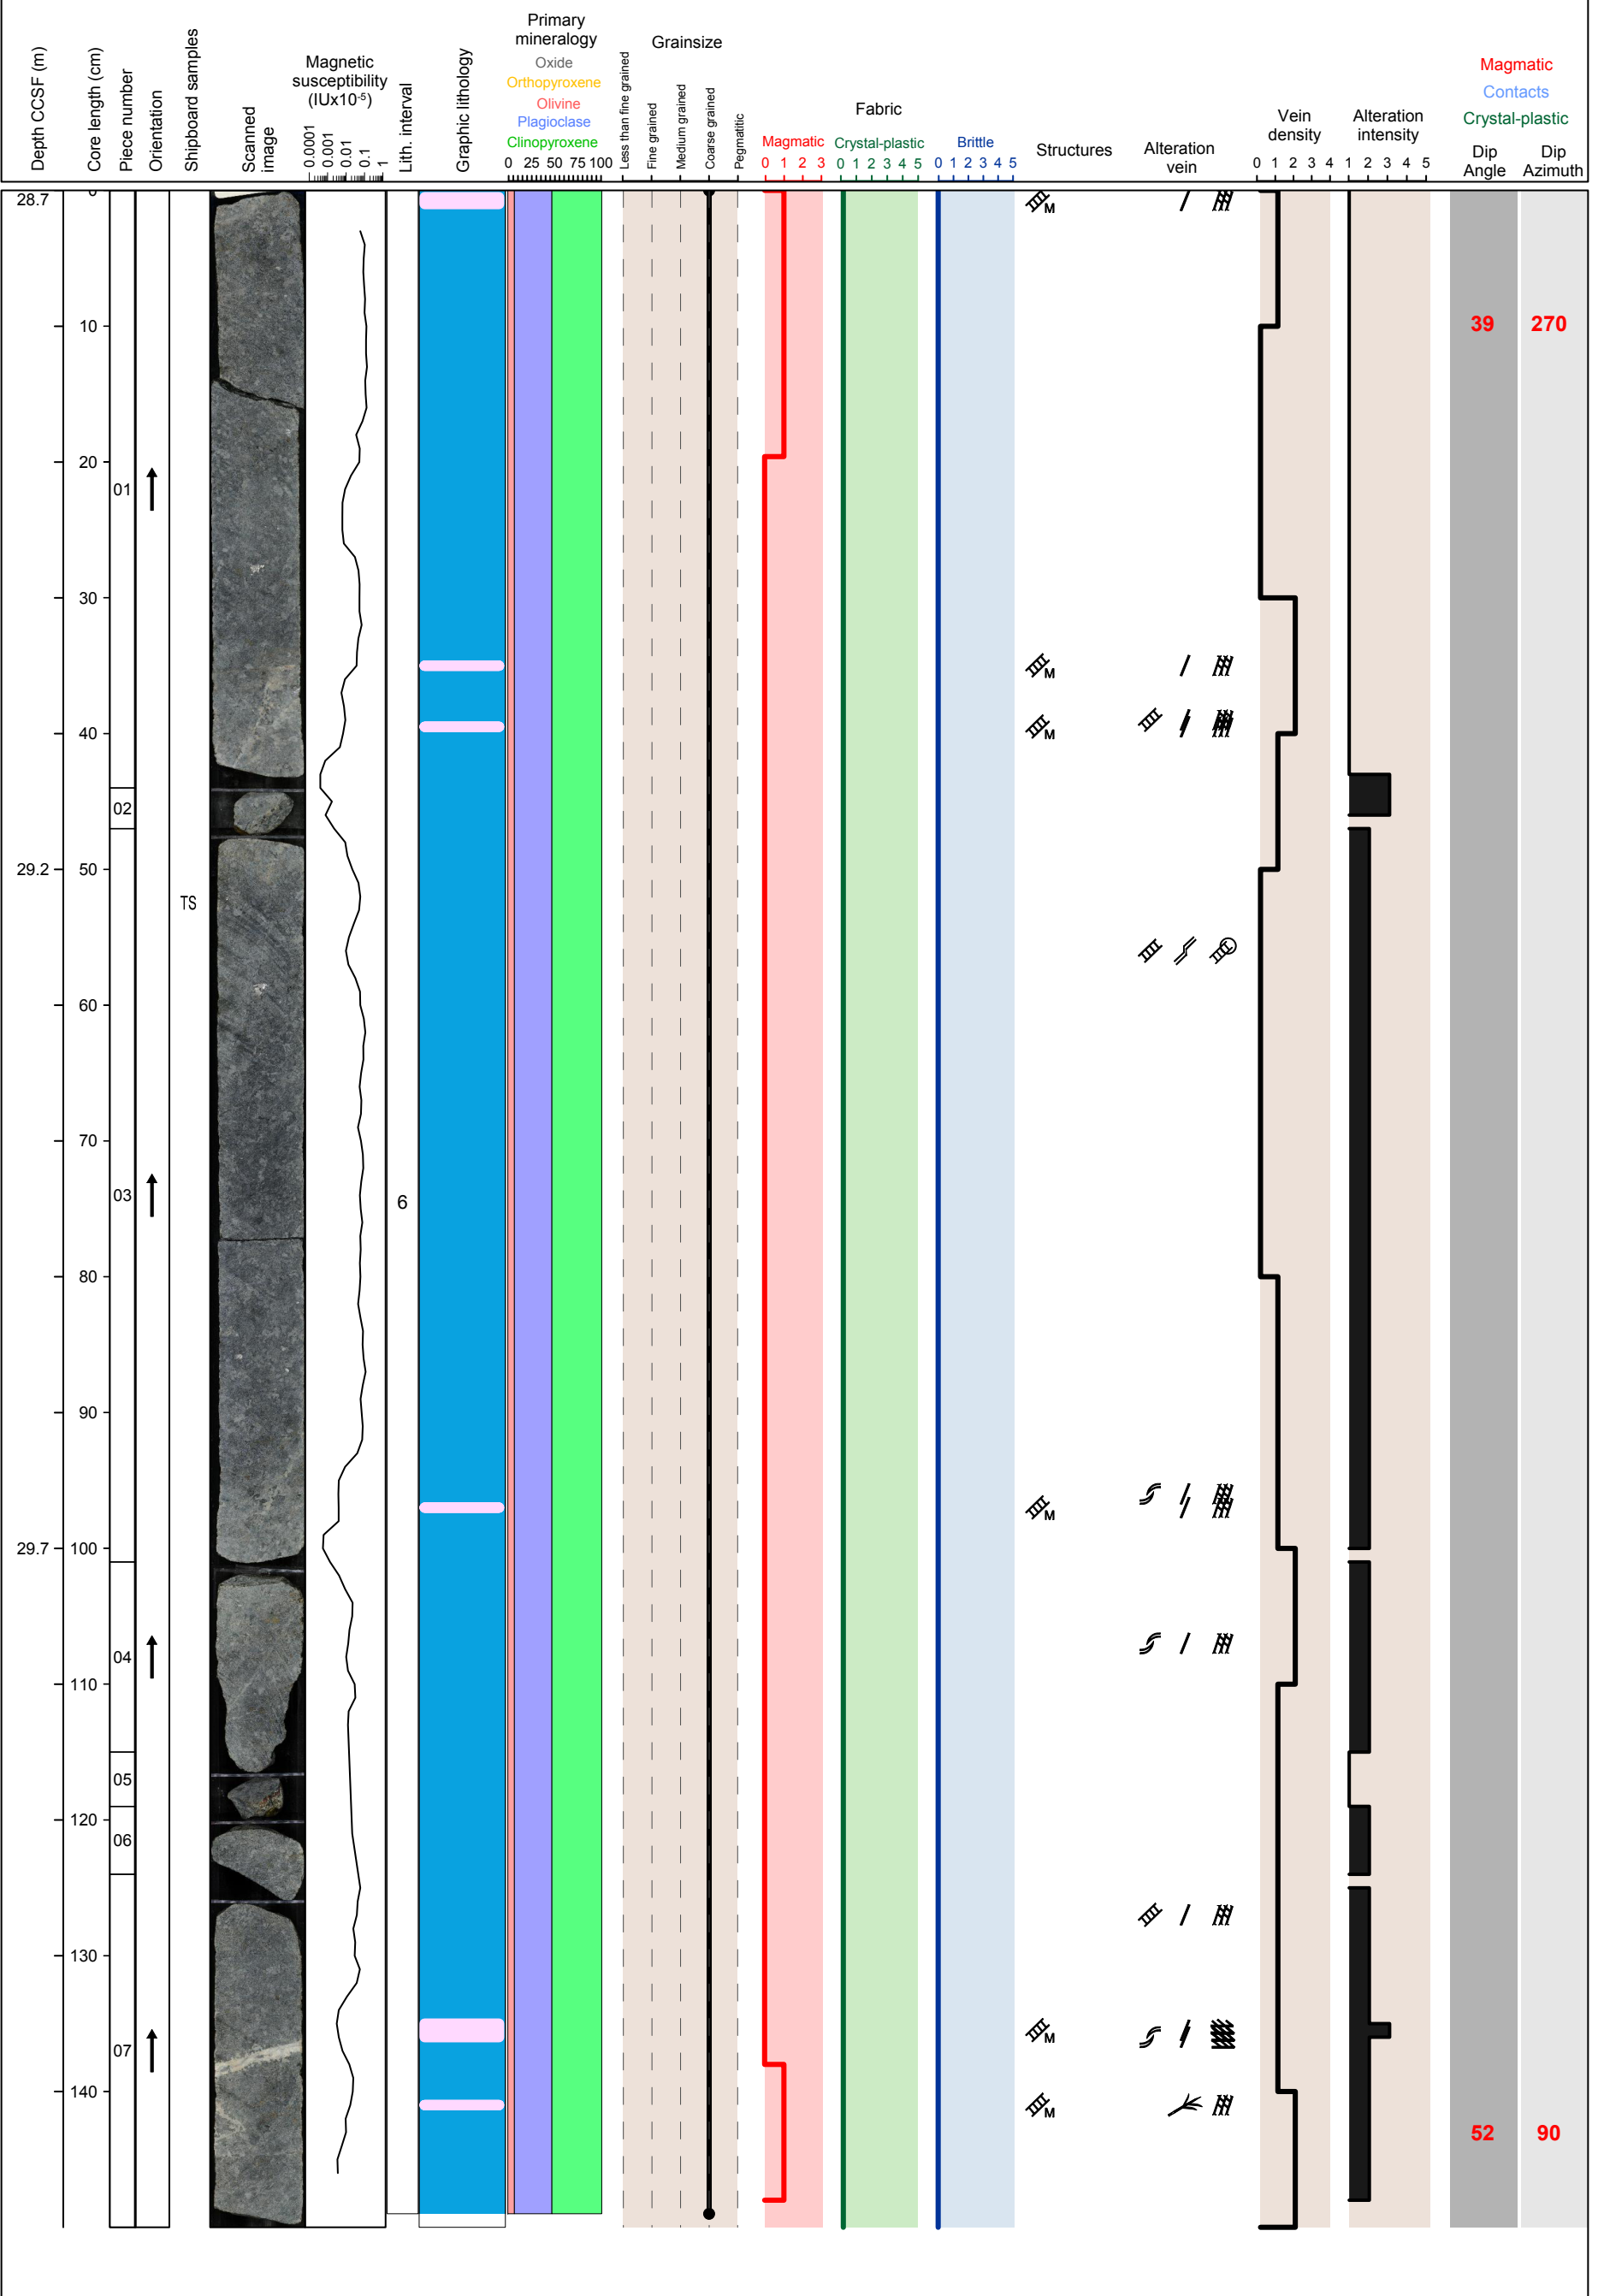 Depth CCSF (m)
Core length (cm)
Piece number
Orientation
Shipboard samples
Scanned
image
Magnetic
susceptibility
(IUx10-5)
0.0001
0.001
0.01
0.1
1
Lith. interval
Graphic lithology
Primary
mineralogy
Oxide
Orthopyroxene
Olivine
Plagioclase
Clinopyroxene
0 25 50 75 100
Grainsize
Less than fine grained
Fine grained
Medium grained
Coarse grained
Pegmatitic
Fabric
Magmatic
0 1 2 3
Crystal-plastic
0 1 2 3 4 5
Brittle
0 1 2 3 4 5
Structures
Alteration
vein
Vein
density
0 1 2 3 4
Alteration
intensity
1 2 3 4 5
Magmatic
Contacts
Crystal-plastic
Dip
Angle
Dip
Azimuth
28.7 0
M
10
39 270
20
01
30
M
40
M
02
29.2 50
TS
60
70
03
6
80
90
M
29.7 100
04
110
05
120
06
130
M
07
140
M
52 90